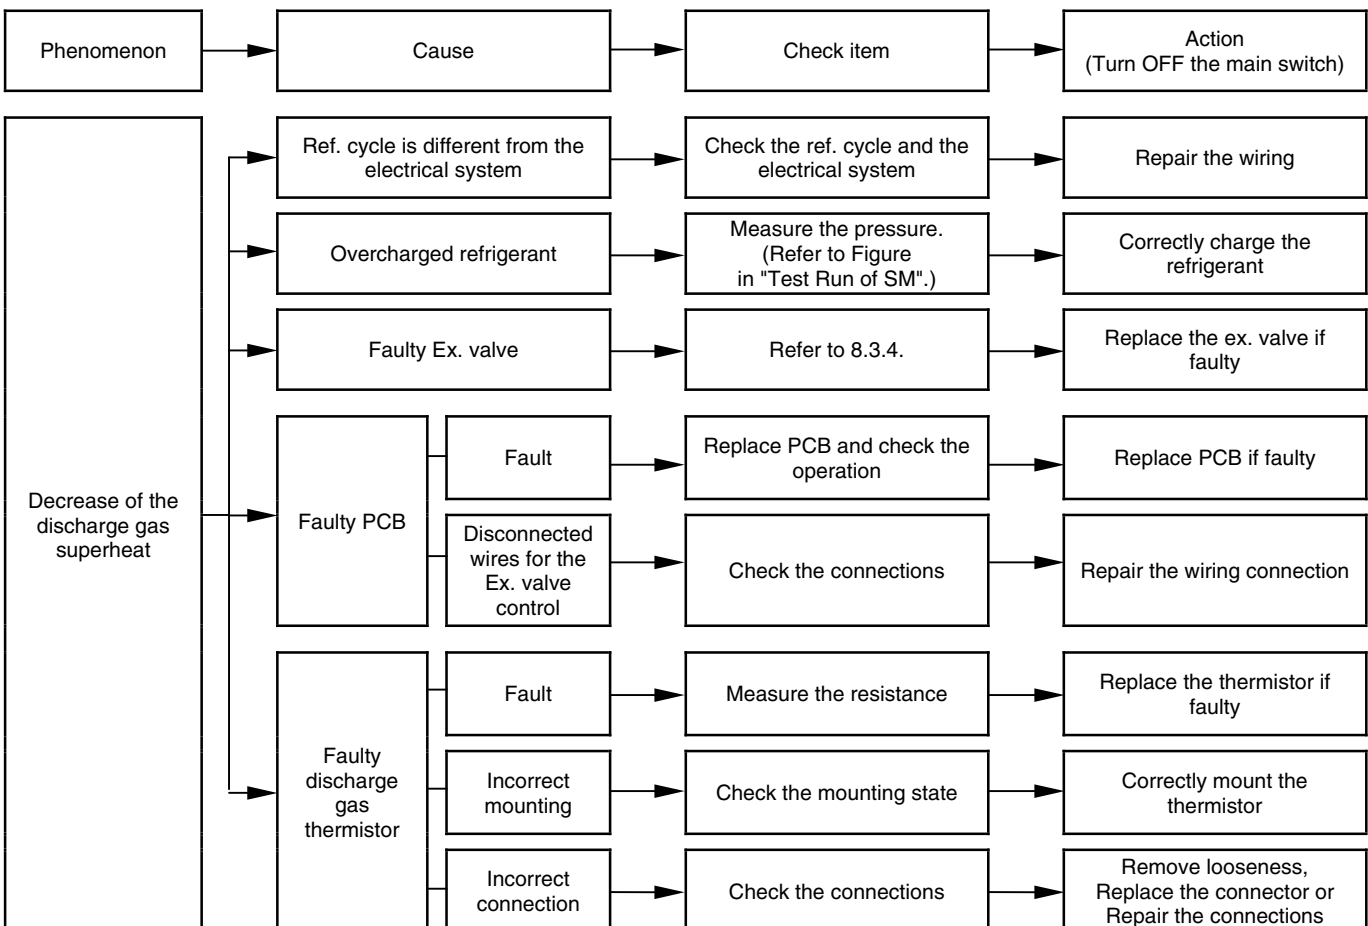 Phenomenon
Cause
Check item
Action
(Turn OFF the main switch)
Decrease of the
discharge gas
superheat
Ref. cycle is different from the
electrical system
Check the ref. cycle and the
electrical system
Repair the wiring
Overcharged refrigerant
Measure the pressure.
(Refer to Figure
in "Test Run of SM".)
Correctly charge the
refrigerant
Faulty Ex. valve
Refer to 8.3.4.
Replace the ex. valve if
faulty
Faulty PCB
Fault
Replace PCB and check the
operation
Replace PCB if faulty
Disconnected
wires for the
Ex. valve
control
Check the connections
Repair the wiring connection
Faulty
discharge
gas
thermistor
Fault
Measure the resistance
Replace the thermistor if
faulty
Incorrect
mounting
Check the mounting state
Correctly mount the
thermistor
Incorrect
connection
Check the connections
Remove looseness,
Replace the connector or
Repair the connections